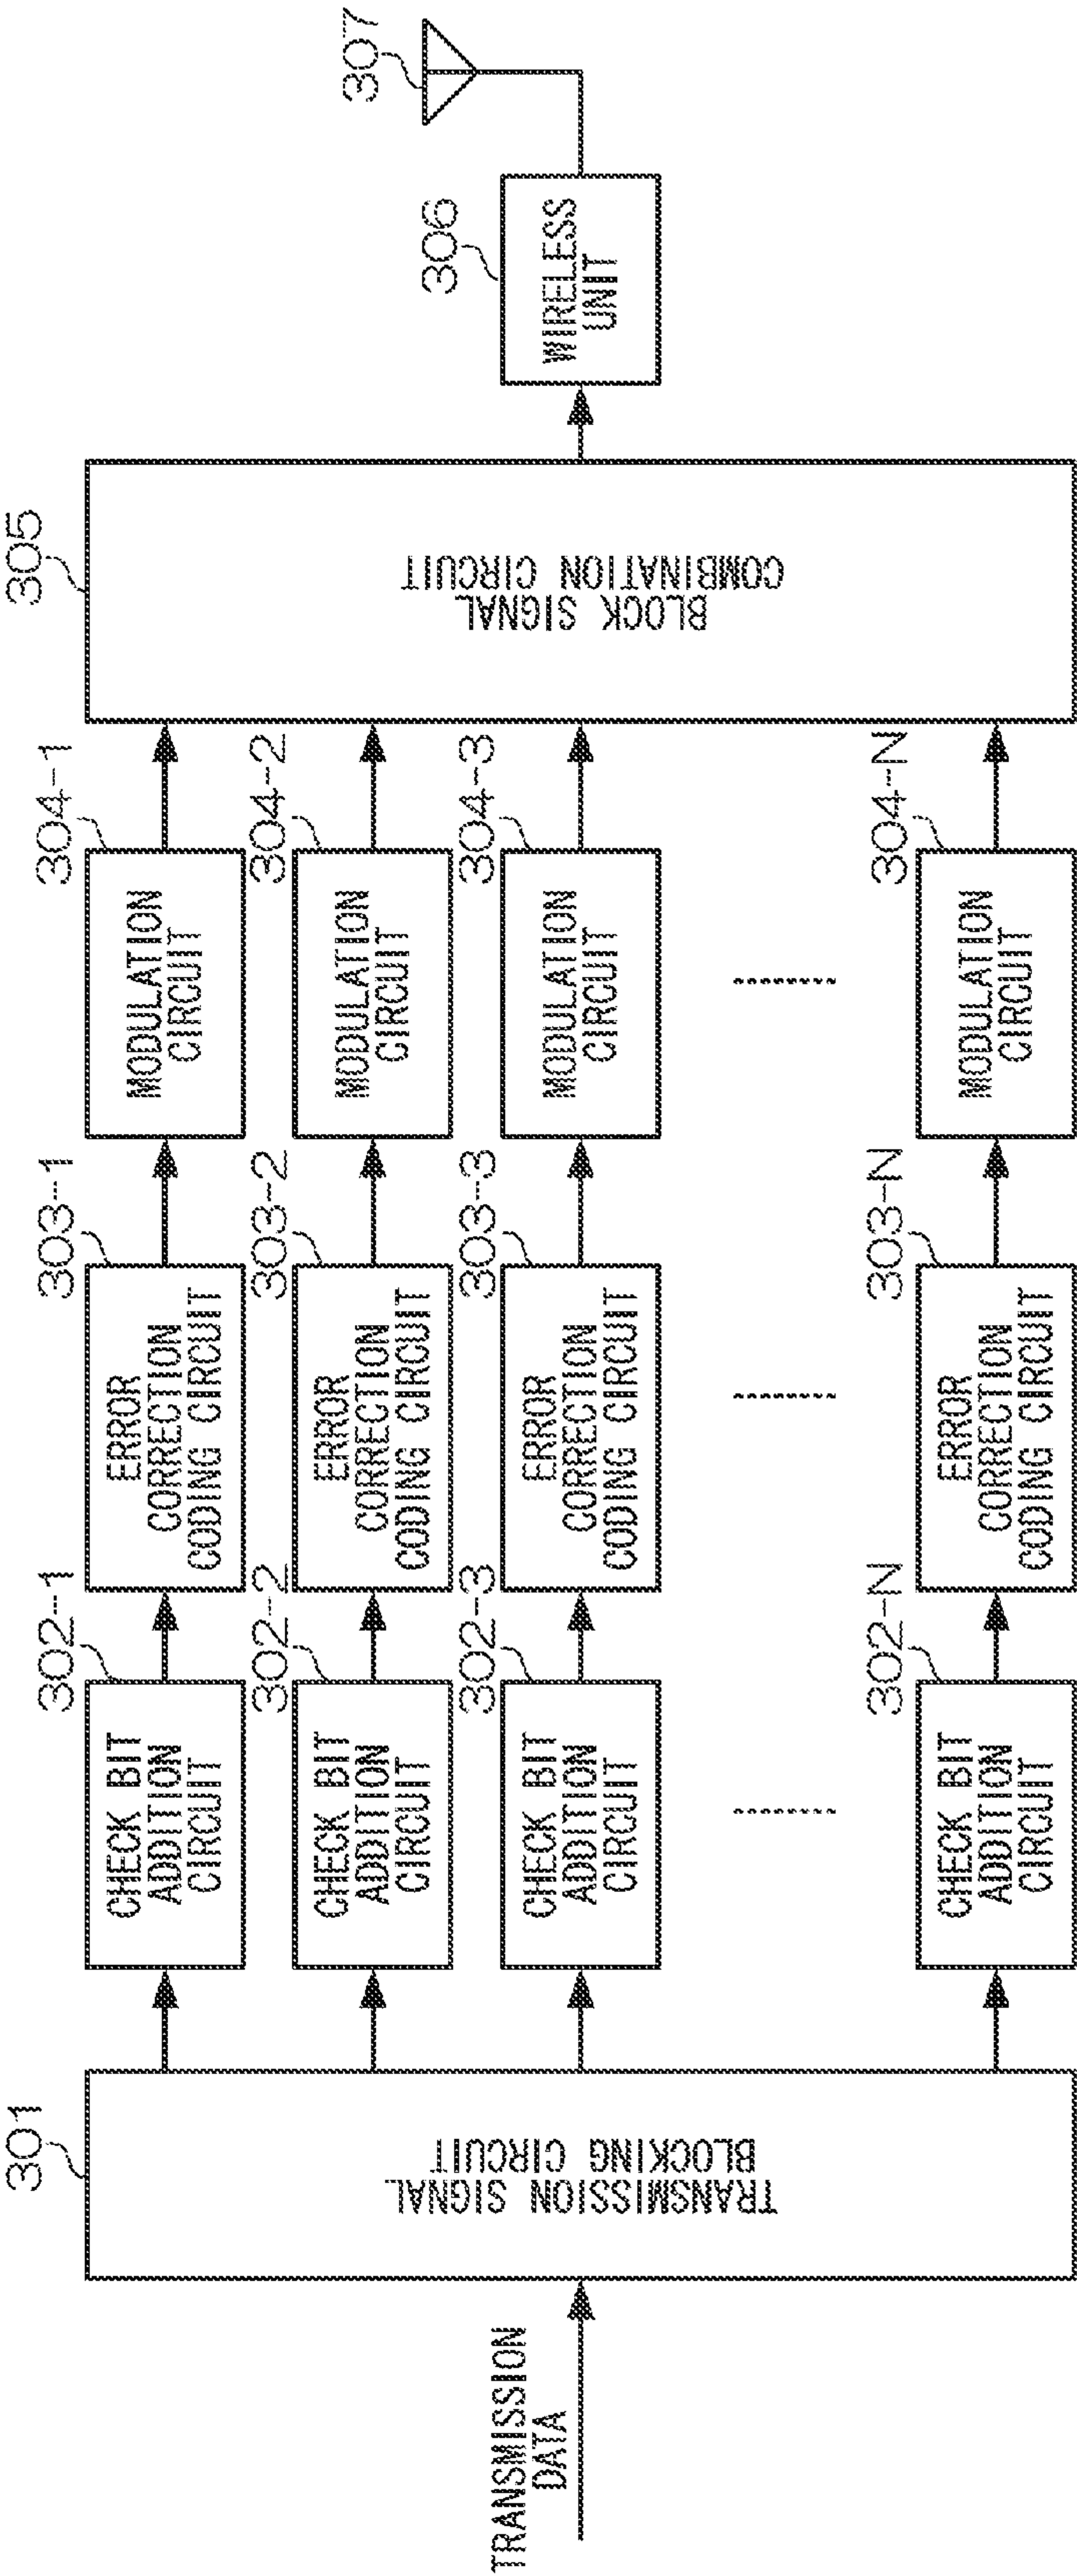 TRANSMISSION
DATA
301
TRANSMISSION SIGNAL
BLOCKING CIRCUIT
302-1
CHECK BIT
ADDITION
CIRCUIT
303-1
ERROR
CORRECTION
CODING CIRCUIT
304-1
MODULATION
CIRCUIT
302-2
CHECK BIT
ADDITION
CIRCUIT
303-2
ERROR
CORRECTION
CODING CIRCUIT
304-2
MODULATION
CIRCUIT
302-3
CHECK BIT
ADDITION
CIRCUIT
303-3
ERROR
CORRECTION
CODING CIRCUIT
304-3
MODULATION
CIRCUIT
302-N
CHECK BIT
ADDITION
CIRCUIT
303-N
ERROR
CORRECTION
CODING CIRCUIT
304-N
MODULATION
CIRCUIT
305
BLOCK SIGNAL
COMBINATION CIRCUIT
306
WIRELESS
UNIT
307